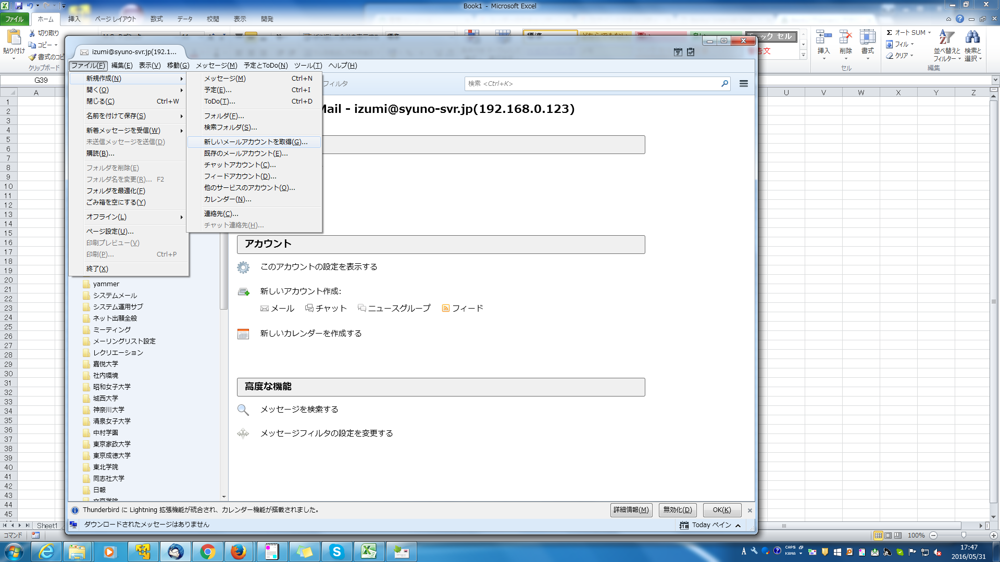 Book1 - Microsoft Excel
ファイル ホーム 挿入 ページ レイアウト 数式 データ 校閲 表示 開発
切り取り
コピー
貼り付け
クリップボード
標準
チェック セル
オート SUM
フィル
クリア
挿入 削除 書式
並べ替えと フィルター
検索と 選択
セル
編集
G39
A U V W X Y Z
izumi@syuno-svr.jp(192.1...
ファイル(F) 編集(E) 表示(V) 移動(G) メッセージ(M) 予定とToDo(N) ツール(T) ヘルプ(H)
新規作成(N)
開く(O)
閉じる(C) Ctrl+W
名前を付けて保存(S)
新着メッセージを受信(W)
未送信メッセージを送信(D)
購読(B)...
フォルダを削除(E)
フォルダ名を変更(R)... F2
フォルダを最適化(F)
ごみ箱を空にする(Y)
オフライン(L)
ページ設定(U)...
印刷プレビュー(V)
印刷(P)... Ctrl+P
終了(X)
メッセージ(M) Ctrl+N
予定(E)... Ctrl+I
ToDo(T)... Ctrl+D
フォルダ(F)...
検索フォルダ(S)...
新しいメールアカウントを取得(G)...
既存のメールアカウント(E)...
チャットアカウント(C)...
フィードアカウント(D)...
他のサービスのアカウント(O)...
カレンダー(N)...
連絡先(C)...
チャット連絡先(H)...
フィルタ
検索 <Ctrl+K>
Mail - izumi@syuno-svr.jp(192.168.0.123)
アカウント
このアカウントの設定を表示する
新しいアカウント作成:
メール チャット ニュースグループ フィード
新しいカレンダーを作成する
高度な機能
メッセージを検索する
メッセージフィルタの設定を変更する
yammer
システムメール
システム運用サブ
ネット出願全般
ミーティング
メーリングリスト設定
レクリエーション
嘉悦大学
社内環境
昭和女子大学
城西大学
神奈川大学
清泉女子大学
中村学園
東京家政大学
東京成徳大学
東北学院
同志社大学
日報
Thunderbird に Lightning 拡張機能が統合され、カレンダー機能が搭載されました。
詳細情報(M) 無効化(D) OK(K)
ダウンロードされたメッセージはありません
Today ペイン
1
2
3
4
5
6
7
8
9
10
11
12
13
14
15
16
17
18
19
20
21
22
23
24
25
26
27
28
29
30
31
32
33
34
35
36
37
38
39
40
41
42
43
44
45
Sheet1
コマンド
100%
CAPS
KANA
17:47
2016/05/31